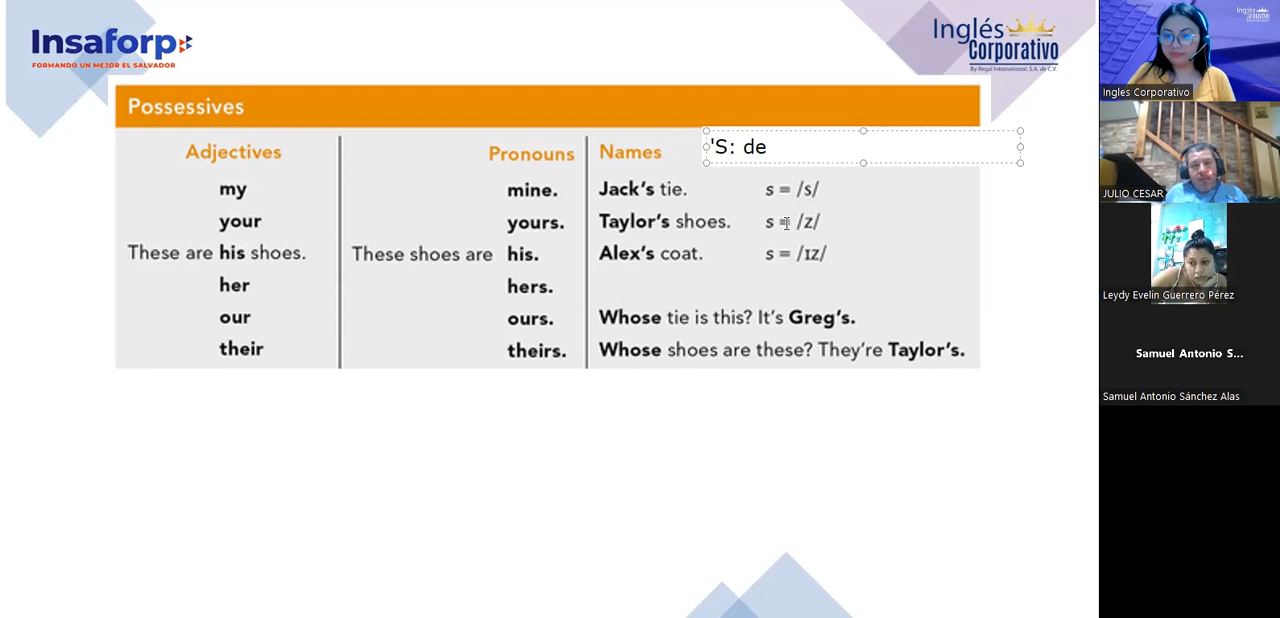 Insaforp
FORMANDO UN MEJOR EL SALVADOR
Inglés
Corporativo
By Regal International, S.A. de C.V.
Possessives
'S: de
Adjectives
my
your
These are his shoes.
her
our
their
Pronouns
mine.
yours.
These shoes are his.
hers.
ours.
theirs.
Names
Jack's tie. s = /s/
Taylor's shoes. s = /z/
Alex's coat. s = /ɪz/
Whose tie is this? It's Greg's.
Whose shoes are these? They're Taylor's.
Inglés
Ingles Corporativo
JULIO CESAR
Leydy Evelin Guerrero Pérez
Samuel Antonio S...
Samuel Antonio Sánchez Alas